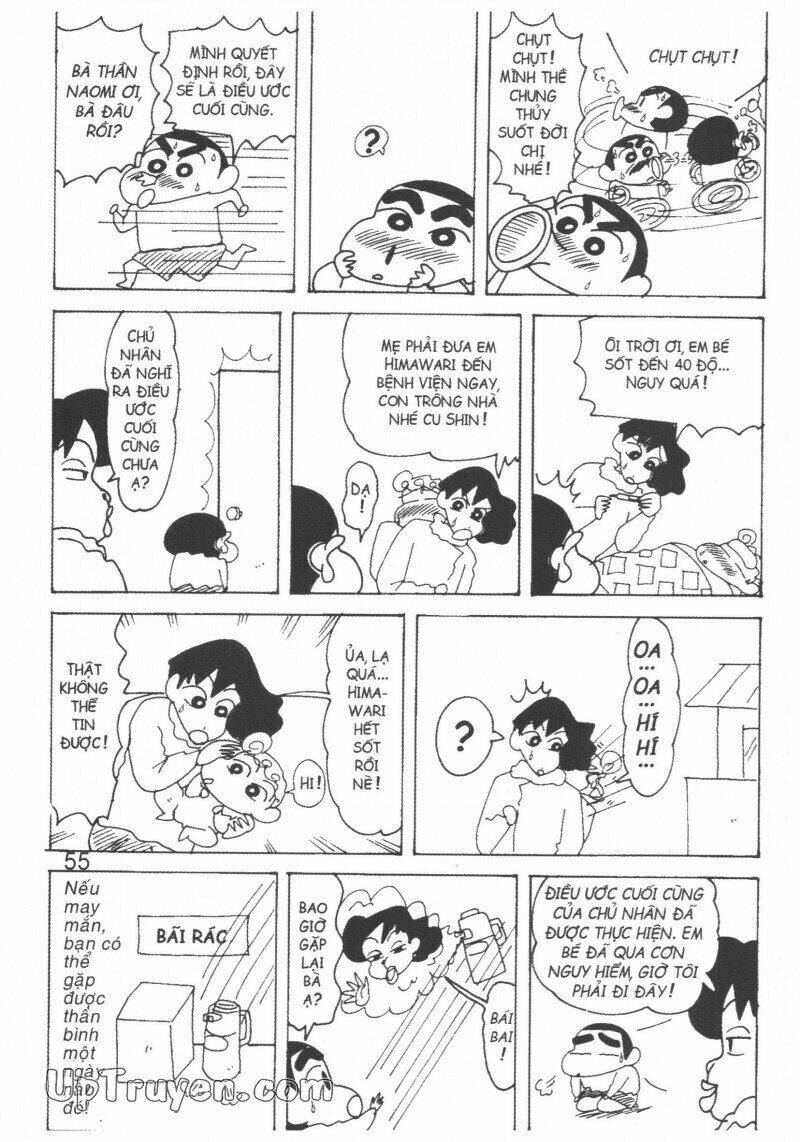 CHỤT CHỤT!
CHỤT
CHỤT!
MÌNH THỀ
CHUNG
THỦY
SUỐT ĐỜI
CHỊ
NHÉ!
?
MÌNH QUYẾT
ĐỊNH RỒI, ĐÂY
SẼ LÀ ĐIỀU ƯỚC
CUỐI CÙNG.
BÀ THẦN
NAOMI ƠI,
BÀ ĐÂU
RỒI?
ÔI TRỜI ƠI, EM BÉ
SỐT ĐẾN 40 ĐỘ...
NGUY QUÁ!
MẸ PHẢI ĐƯA EM
HIMAWARI ĐẾN
BỆNH VIỆN NGAY,
CON TRÔNG NHÀ
NHÉ CU SHIN!
DẠ
!
CHỦ
NHÂN
ĐÃ NGHĨ
RA ĐIỀU
ƯỚC
CUỐI
CÙNG
CHƯA
Ạ?
OA
...
OA
...
HÍ
HÍ
...
?
ỦA, LẠ
QUÁ...
HIMA-
WARI
HẾT
SỐT
RỒI
NÈ!
HI!
THẬT
KHÔNG
THỂ
TIN
ĐƯỢC!
ĐIỀU ƯỚC CUỐI CÙNG
CỦA CHỦ NHÂN ĐÃ
ĐƯỢC THỰC HIỆN. EM
BÉ ĐÃ QUA CƠN
NGUY HIỂM, GIỜ TÔI
PHẢI ĐI ĐÂY!
BAO
GIỜ
GẶP
LẠI
BÀ
Ạ?
BÁI
BAI
!
BÃI RÁC
55
Nếu
may
mắn,
bạn có
thể
gặp
được
thần
bình
một
ngày
nào
đó!
UpTruyen.com